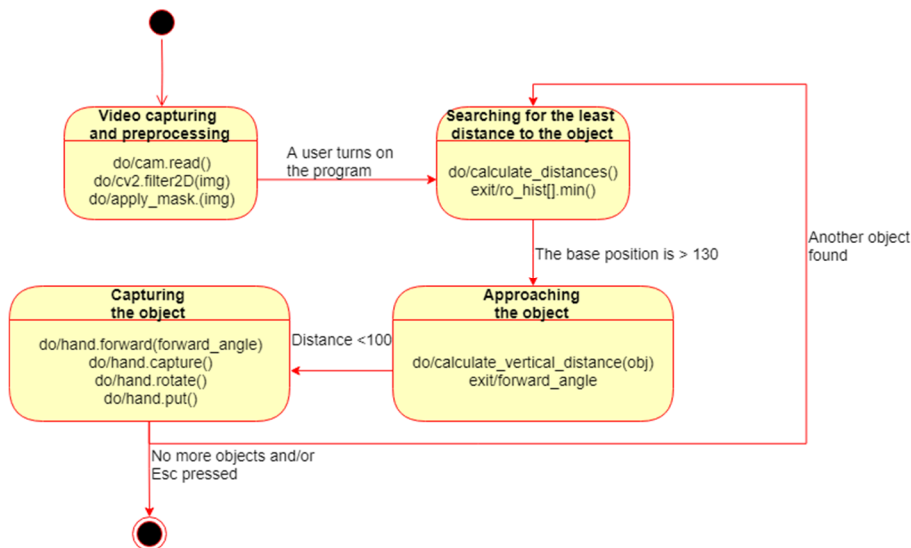 Video capturing
and preprocessing
do/cam.read()
do/cv2.filter2D(img)
do/apply_mask.(img)
A user turns on
the program
Searching for the least
distance to the object
do/calculate_distances()
exit/ro_hist[].min()
Another object
found
The base position is > 130
Approaching
the object
do/calculate_vertical_distance(obj)
exit/forward_angle
Distance <100
Capturing
the object
do/hand.forward(forward_angle)
do/hand.capture()
do/hand.rotate()
do/hand.put()
No more objects and/or
Esc pressed